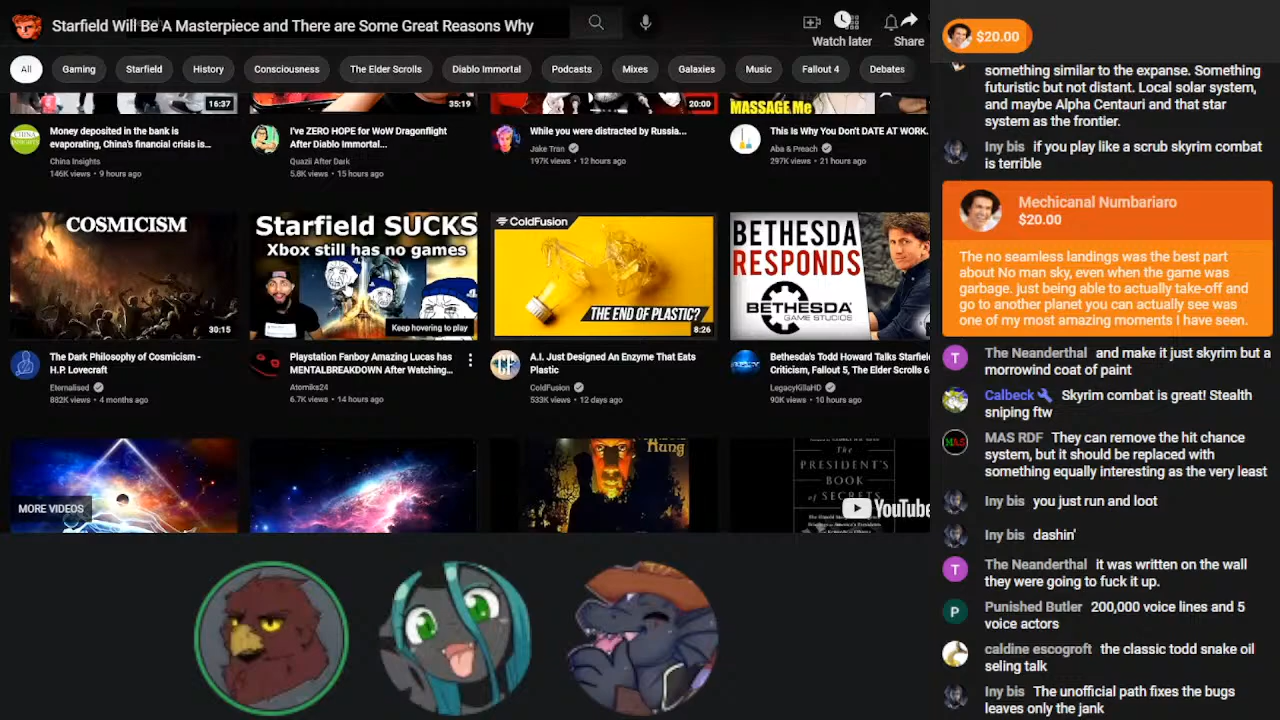 Starfield Will Be A Masterpiece and There are Some Great Reasons Why
Watch later
Share
All
Gaming
Starfield
History
Consciousness
The Elder Scrolls
Diablo Immortal
Podcasts
Mixes
Galaxies
Music
Fallout 4
Debates
16:37
35:19
20:00
MASSAGE Me
Money deposited in the bank is
evaporating, China's financial crisis is...
China Insights
146K views • 9 hours ago
I've ZERO HOPE for WoW Dragonflight
After Diablo Immortal...
Quazii After Dark
5.8K views • 15 hours ago
While you were distracted by Russia...
Jake Tran
197K views • 12 hours ago
This Is Why You Don't DATE AT WORK.
Aba & Preach
297K views • 21 hours ago
COSMICISM
30:15
Starfield SUCKS
Xbox still has no games
Keep hovering to play
ColdFusion
THE END OF PLASTIC?
8:26
BETHESDA
RESPONDS
BETHESDA
GAME STUDIOS
The Dark Philosophy of Cosmicism -
H.P. Lovecraft
Eternalised
882K views • 4 months ago
Playstation Fanboy Amazing Lucas has
MENTALBREAKDOWN After Watching...
Atomike24
6.7K views • 14 hours ago
A.I. Just Designed An Enzyme That Eats
Plastic
ColdFusion
533K views • 12 days ago
Bethesda's Todd Howard Talks Starfie
Criticism, Fallout 5, The Elder Scrolls 6
LegacyKillaHD
90K views • 10 hours ago
MORE VIDEOS
Hung
The
PRESIDENT'S
BOOK
of SECRETS
YouTube
$20.00
something similar to the expanse. Something
futuristic but not distant. Local solar system,
and maybe Alpha Centauri and that star
system as the frontier.
Iny bis if you play like a scrub skyrim combat
is terrible
Mechicanal Numbariaro
$20.00
The no seamless landings was the best part
about No man sky, even when the game was
garbage. just being able to actually take-off and
go to another planet you can actually see was
one of my most amazing moments I have seen.
T The Neanderthal and make it just skyrim but a
morrowind coat of paint
Calbeck Skyrim combat is great! Stealth
sniping ftw
MAS MAS RDF They can remove the hit chance
system, but it should be replaced with
something equally interesting as the very least
Iny bis you just run and loot
Iny bis dashin'
T The Neanderthal it was written on the wall
they were going to fuck it up.
P Punished Butler 200,000 voice lines and 5
voice actors
caldine escogroft the classic todd snake oil
seling talk
Iny bis The unofficial path fixes the bugs
leaves only the jank